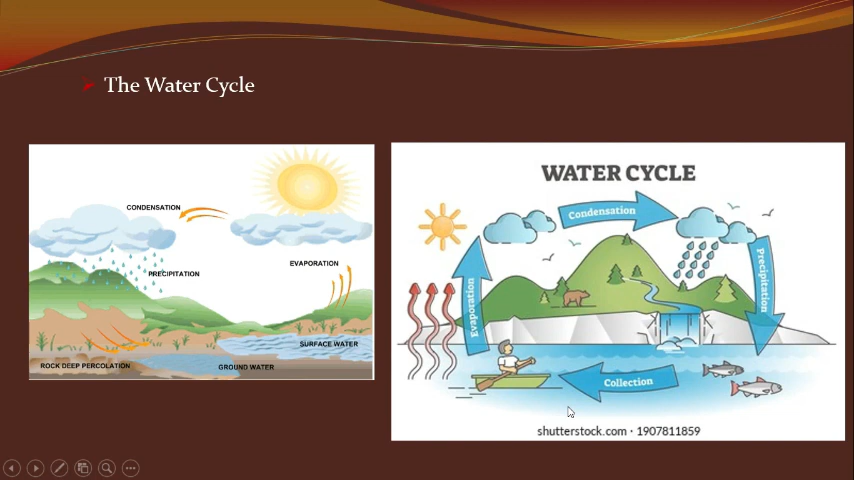 The Water Cycle
CONDENSATION
PRECIPITATION
EVAPORATION
SURFACE WATER
ROCK DEEP PERCOLATION
GROUND WATER
WATER CYCLE
Condensation
Precipitation
Evaporation
Collection
shutterstock.com · 1907811859